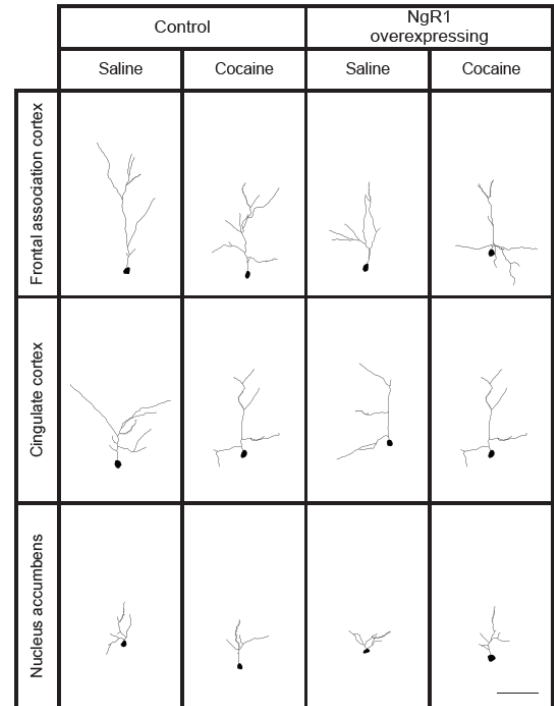 Control
NgR1
overexpressing
Saline
Cocaine
Saline
Cocaine
Frontal association cortex
Cingulate cortex
Nucleus accumbens